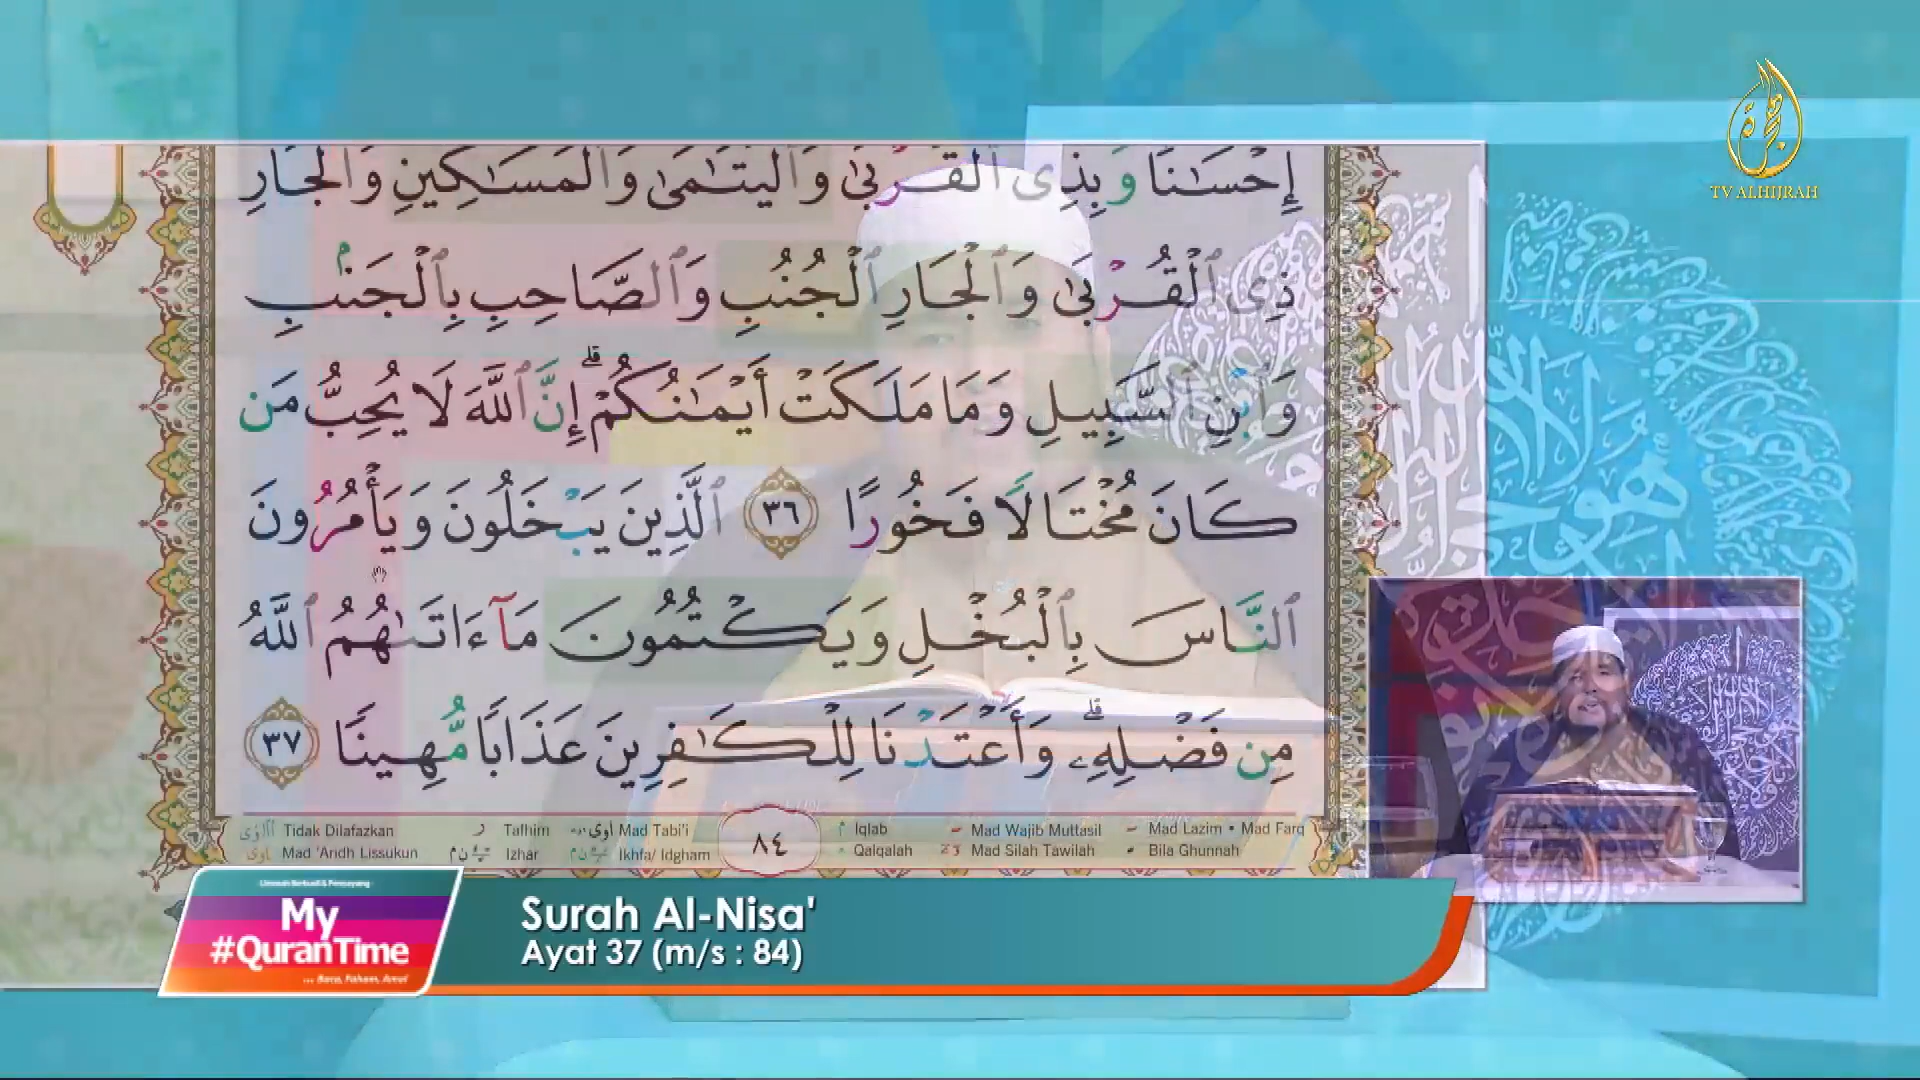 TV ALHIJRAH
إِحْسَـٰنًا وَبِذِى ٱلْقُرْبَىٰ وَٱلْيَتَـٰمَىٰ وَٱلْمَسَـٰكِينِ وَٱلْجَارِ
ذِى ٱلْقُرْبَىٰ وَٱلْجَارِ ٱلْجُنُبِ وَٱلصَّاحِبِ بِٱلْجَنۢبِ
وَٱبْنِ ٱلسَّبِيلِ وَمَا مَلَكَتْ أَيْمَـٰنُكُمْ ۗ إِنَّ ٱللَّهَ لَا يُحِبُّ مَن
كَانَ مُخْتَالًا فَخُورًا ٣٦ ٱلَّذِينَ يَبْخَلُونَ وَيَأْمُرُونَ
ٱلنَّاسَ بِٱلْبُخْلِ وَيَكْتُمُونَ مَآ ءَاتَىٰهُمُ ٱللَّهُ
مِن فَضْلِهِۦ ۗ وَأَعْتَدْنَا لِلْكَـٰفِرِينَ عَذَابًا مُّهِينًا ٣٧
Tidak Dilafazkan Tafhim Mad Tabi'i Iqlab Mad Wajib Muttasil Mad Lazim • Mad Farq
Mad 'Aridh Lissukun Izhar Ikhfa/ Idgham Qalqalah Mad Silah Tawilah Bila Ghunnah
٨٤
My
#QuranTime
... Baca, Faham, Amal
Surah Al-Nisa'
Ayat 37 (m/s : 84)